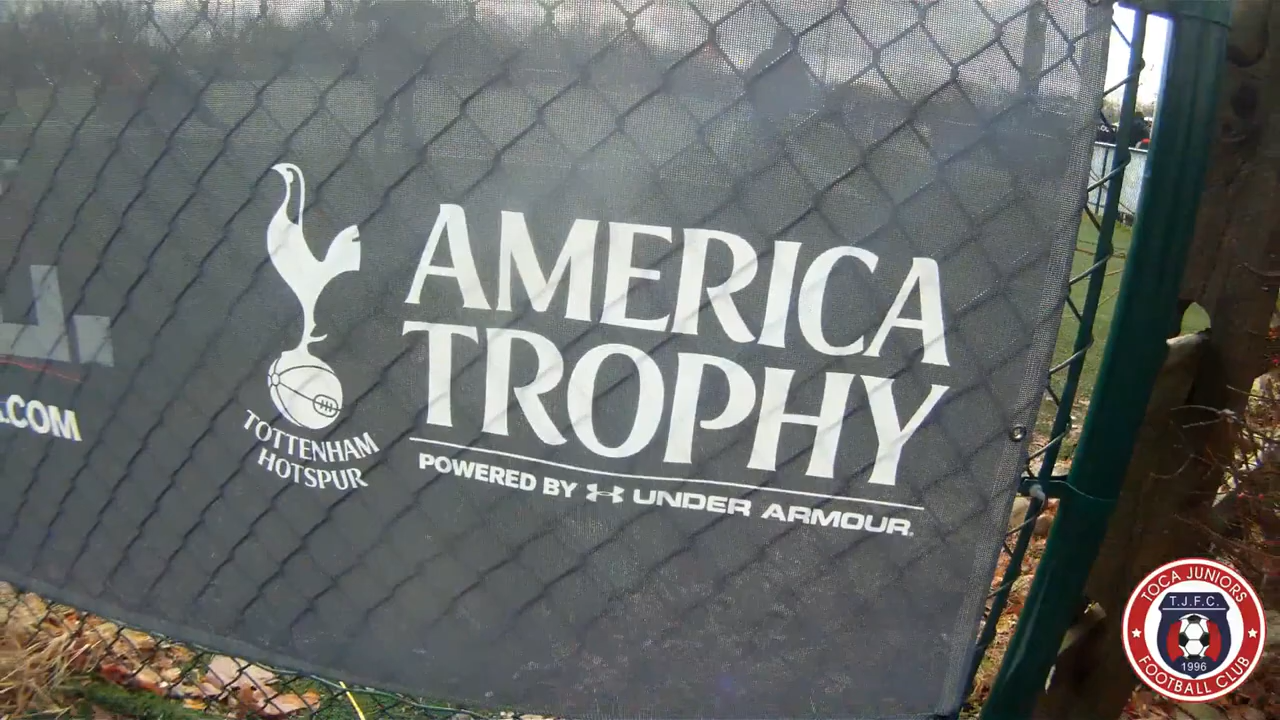 AMERICA
TROPHY
TOTTENHAM
HOTSPUR
POWERED BY UNDER ARMOUR.
.COM
TOCA JUNIORS
T.J.F.C.
1996
FOOTBALL CLUB